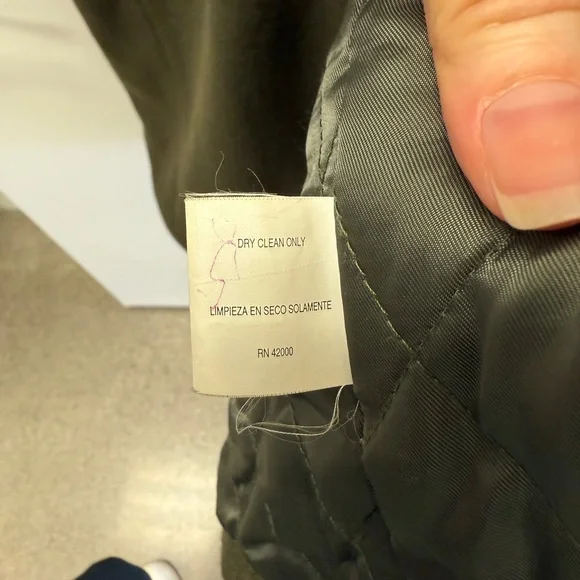 DRY CLEAN ONLY
LIMPIEZA EN SECO SOLAMENTE
RN 42000